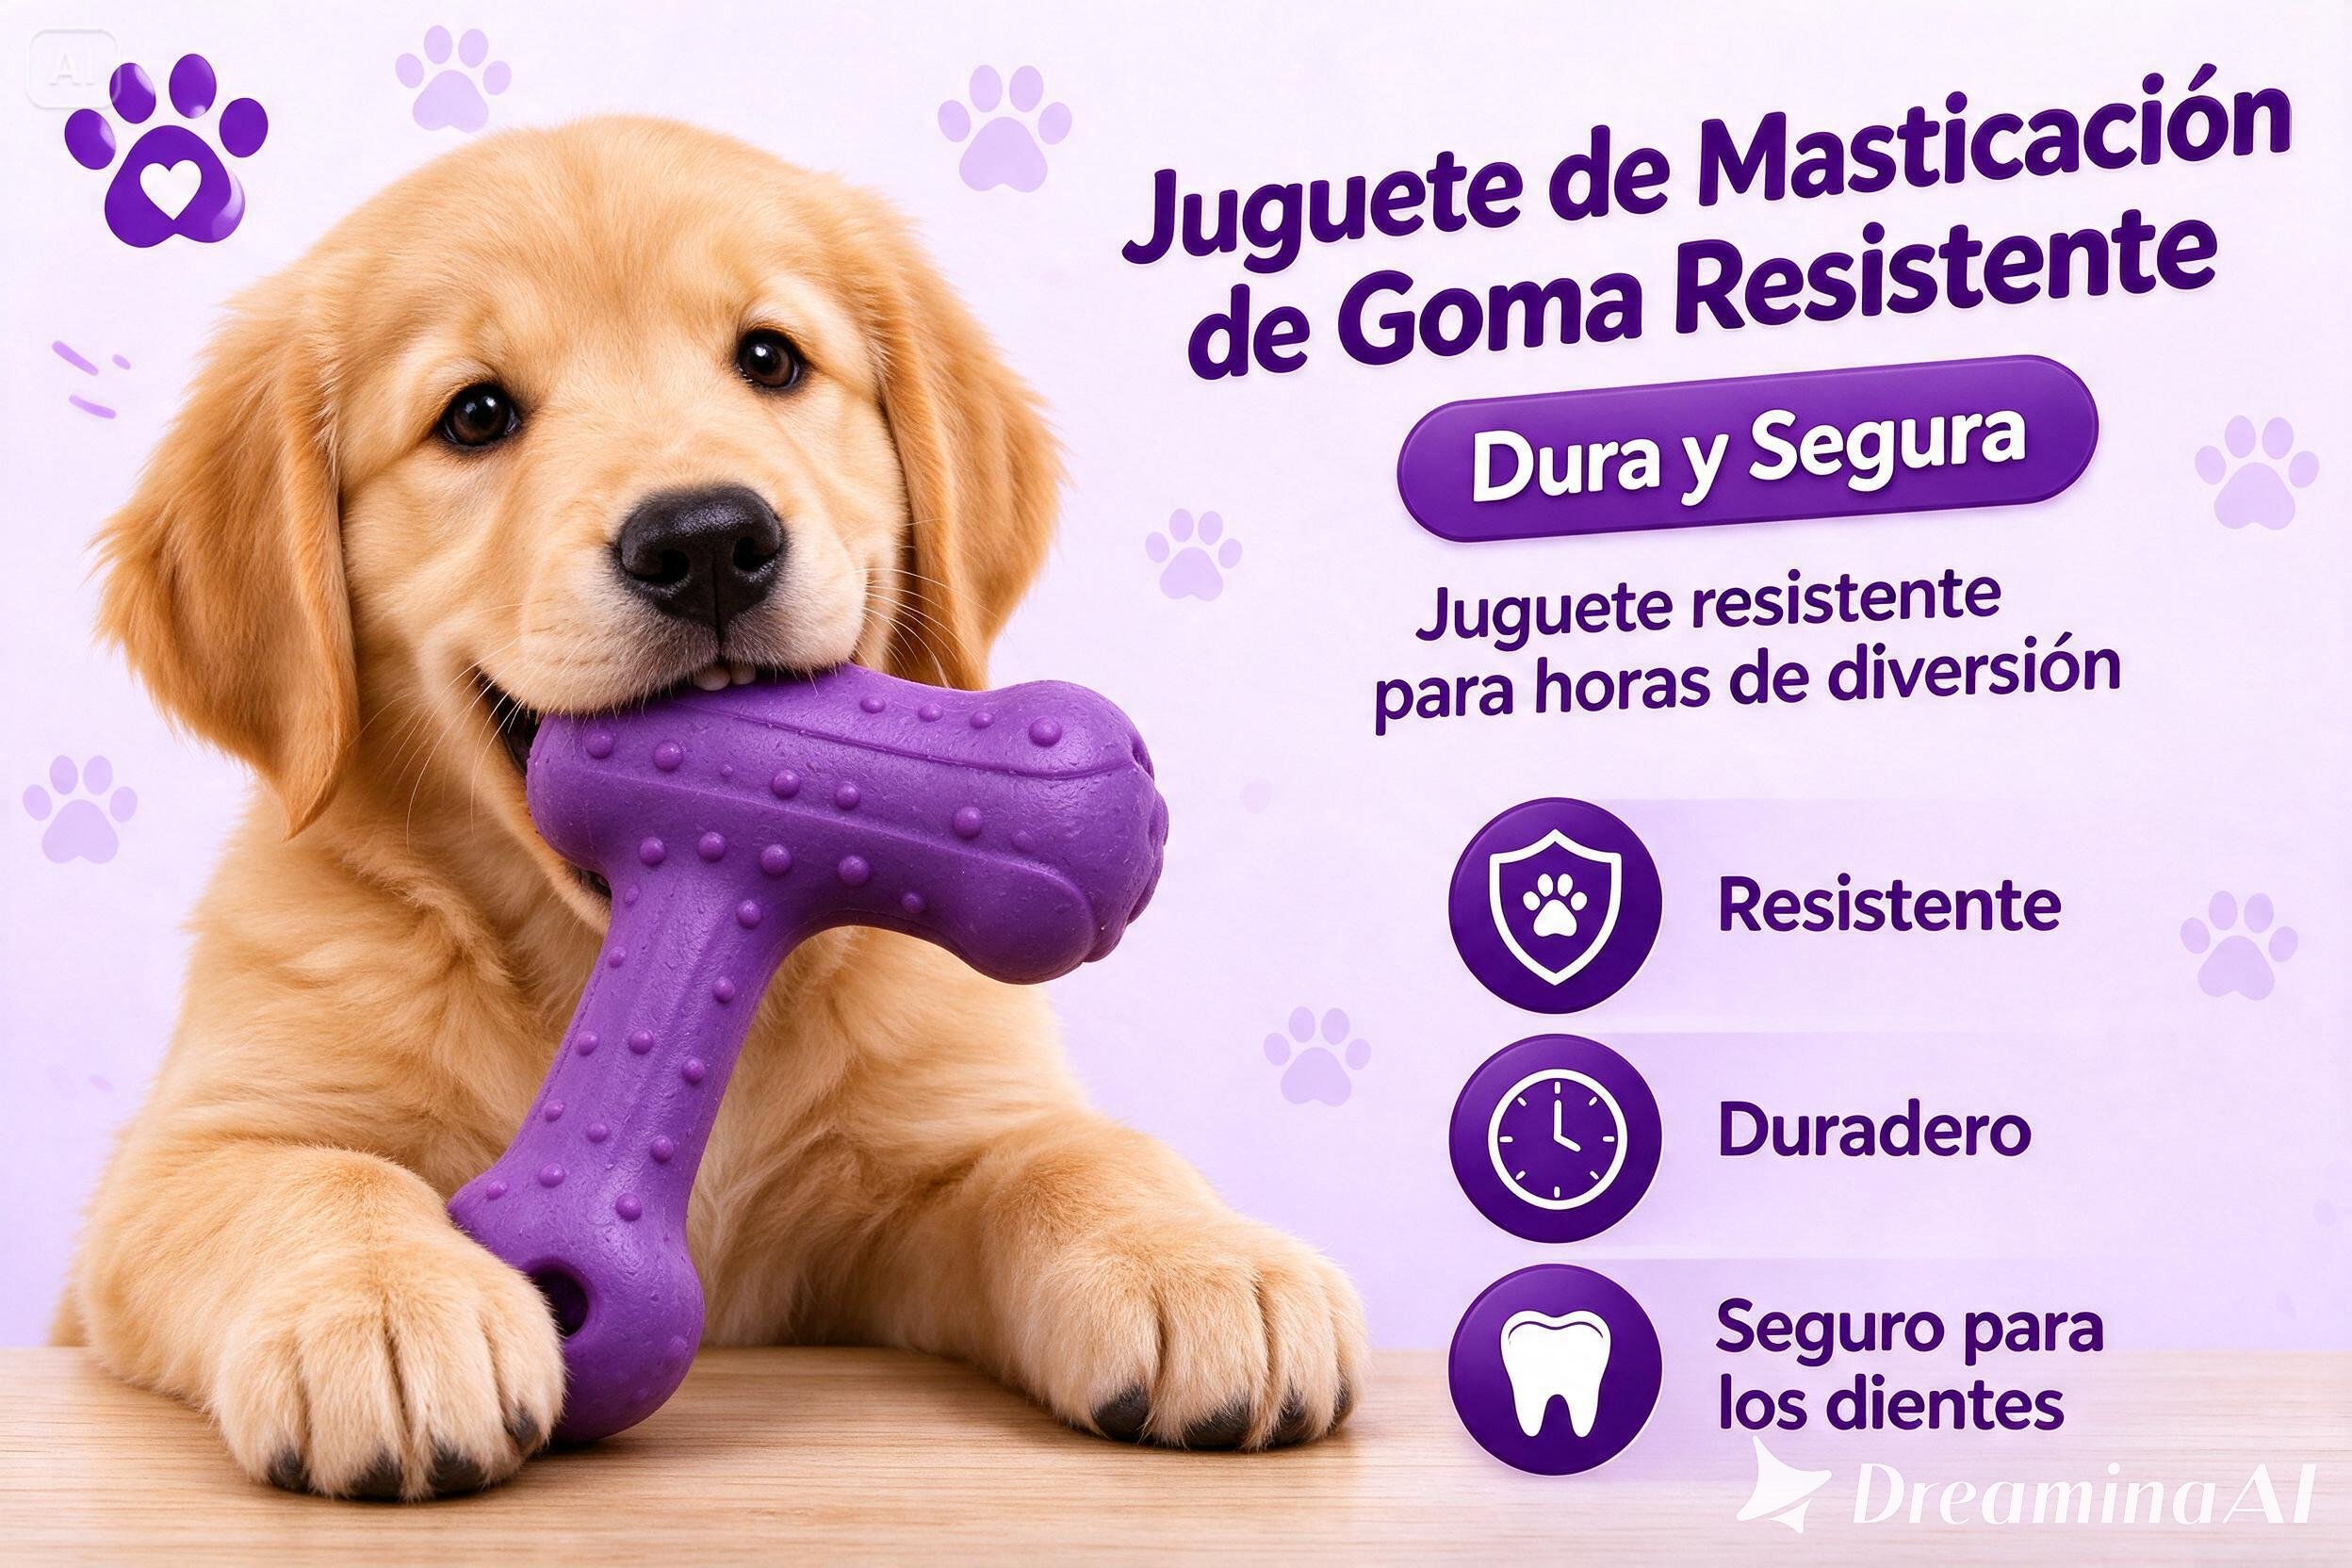 AI
Juguete de Masticación
de Goma Resistente
Dura y Segura
Juguete resistente
para horas de diversión
Resistente
Duradero
Seguro para
los dientes
DreaminaAI